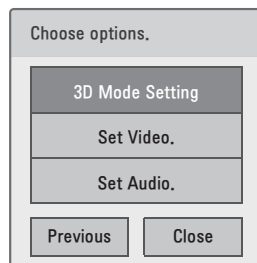 Choose options.
3D Mode Setting
Set Video.
Set Audio.
Previous Close